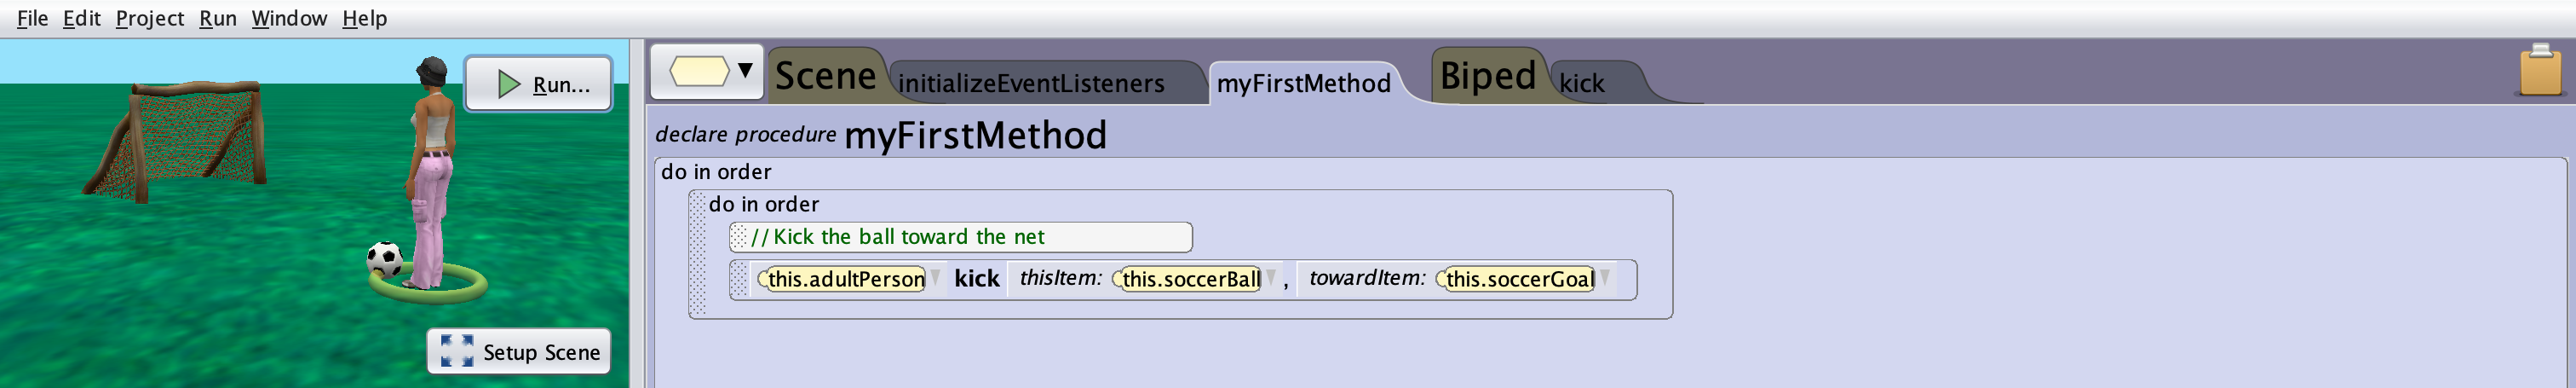 File Edit Project Run Window Help
Run...
Setup Scene
Scene initializeEventListeners myFirstMethod Biped kick
declare procedure myFirstMethod
do in order
do in order
// Kick the ball toward the net
this.adultPerson kick thisItem: this.soccerBall , towardItem: this.soccerGoal